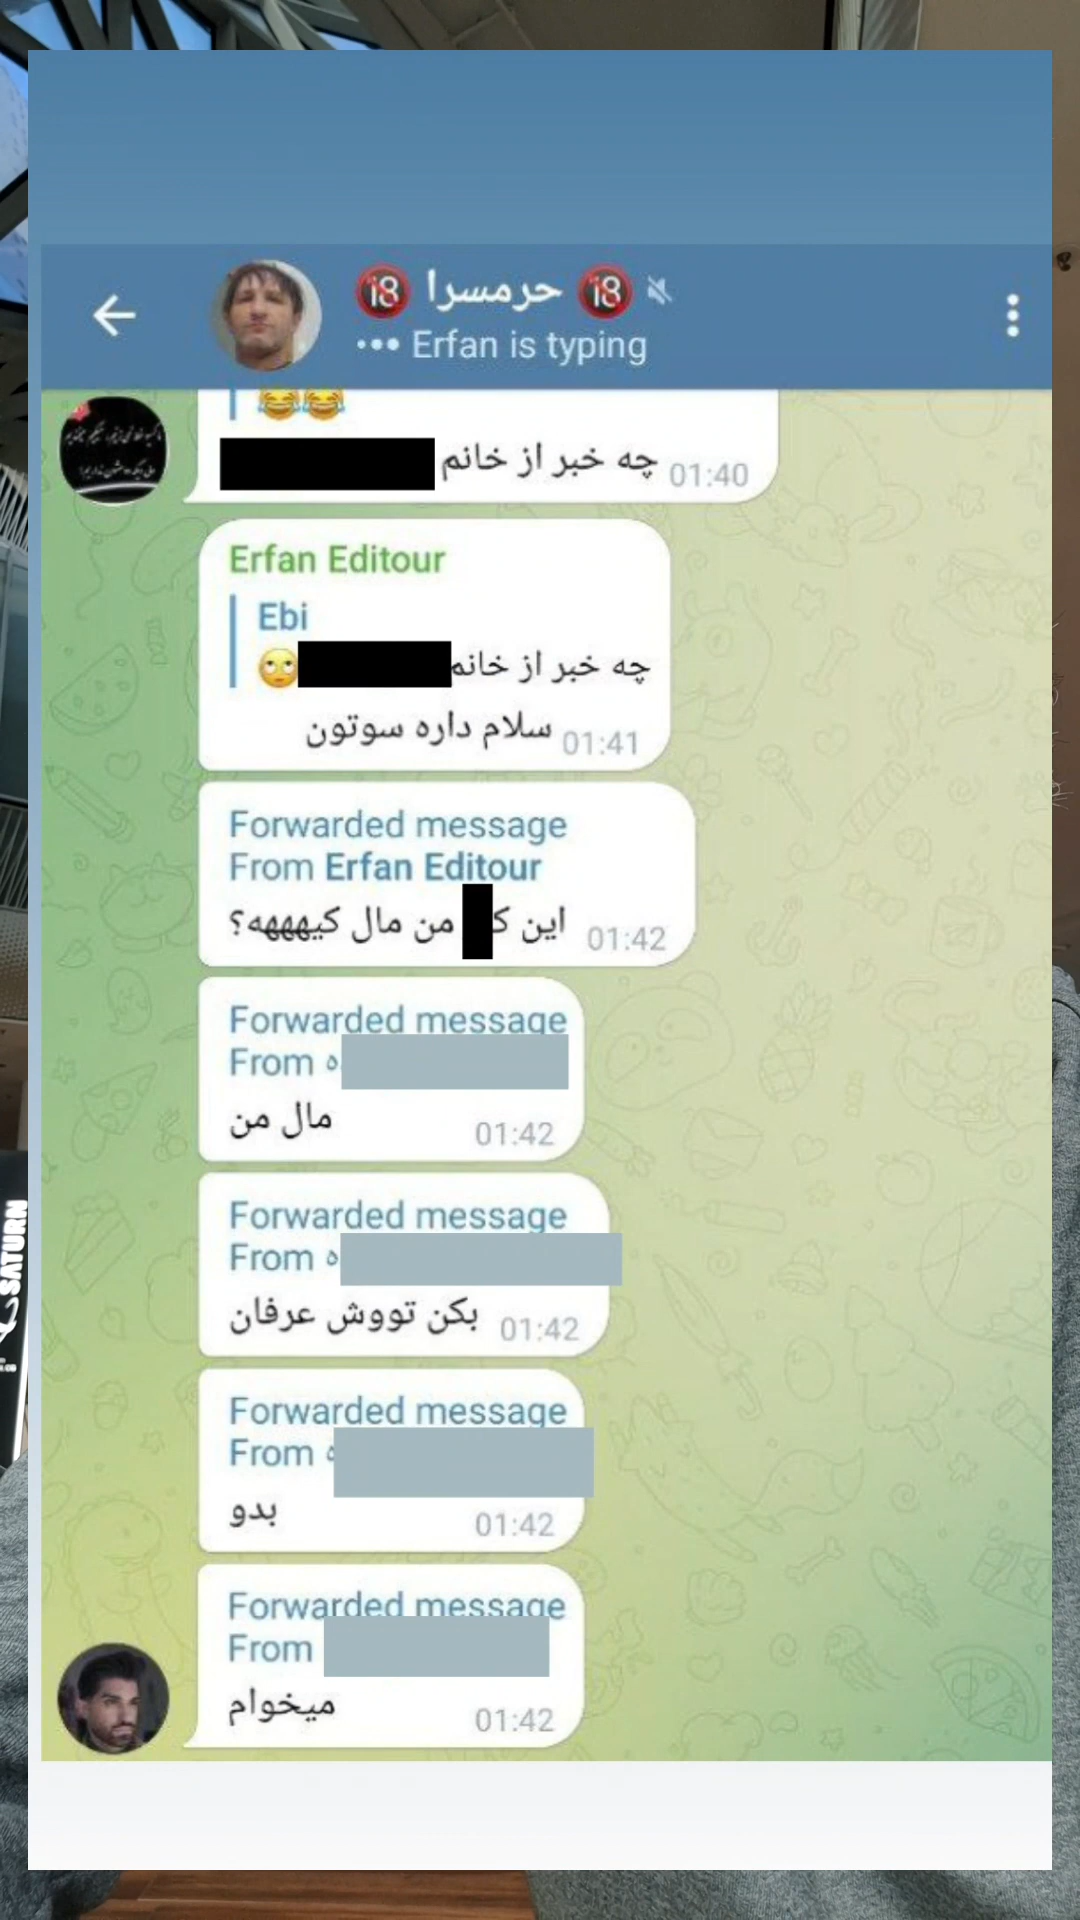 🔞 حرمسرا 🔞
Erfan is typing
😂😂
چه خبر از خانم
01:40
Erfan Editour
Ebi
چه خبر از خانم 🙄
سلام داره سوتون
01:41
Forwarded message
From Erfan Editour
این ک من مال کیهههه؟
01:42
Forwarded message
From ه
مال من
01:42
Forwarded message
From ه
بکن تووش عرفان
01:42
Forwarded message
From
بدو
01:42
Forwarded message
From
میخوام
01:42
SATURN